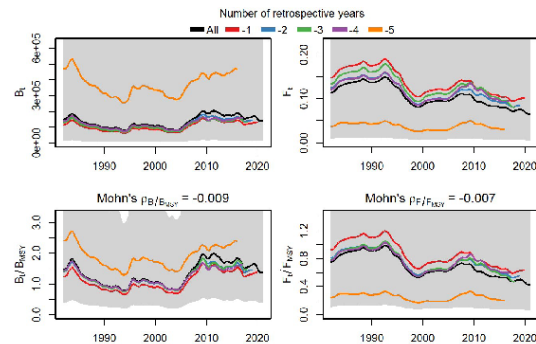 Number of retrospective years
All -1 -2 -3 -4 -5
Bt
0e+00 3e+05 6e+05
1990 2000 2010 2020
Ft
0.00 0.10 0.20
1990 2000 2010 2020
Mohn's ρB/BMSY = -0.009
Bt/BMSY
0.0 1.0 2.0 3.0
1990 2000 2010 2020
Mohn's ρF/FMSY = -0.007
Ft/FMSY
0.0 0.4 0.8 1.2
1990 2000 2010 2020